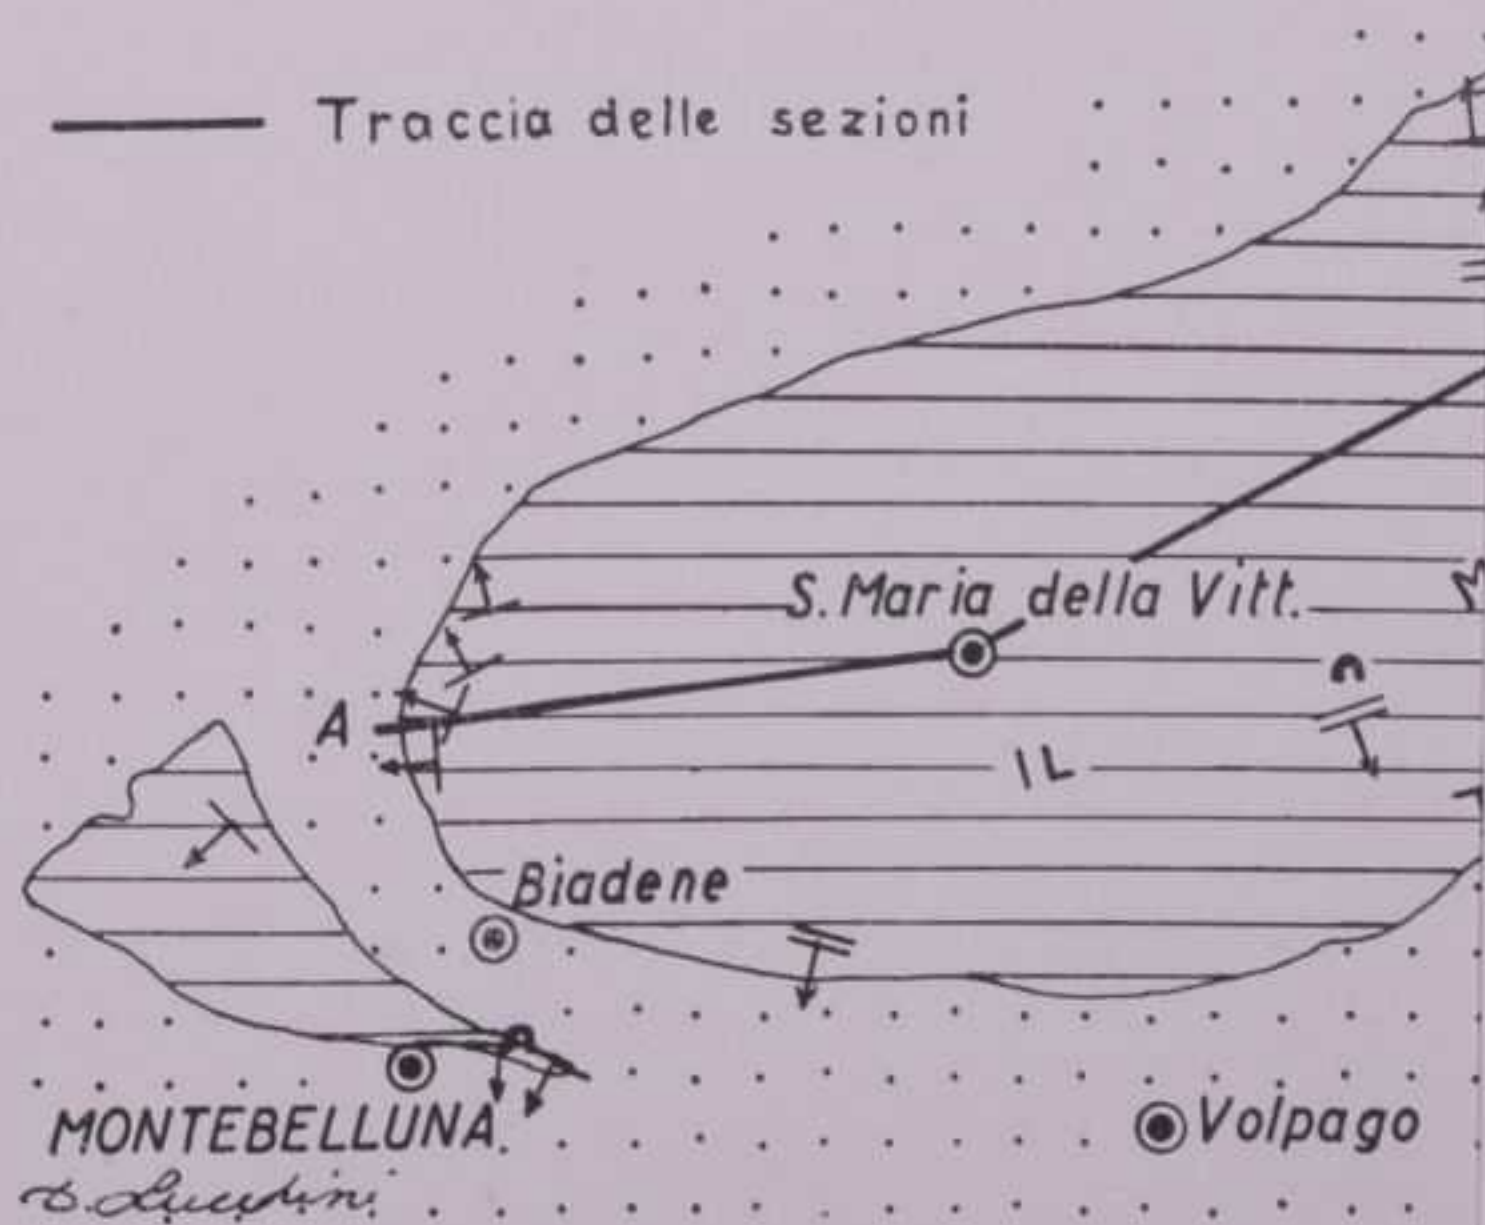 Traccia delle sezioni
S. Maria della Vitt.
A
IL
Biadene
MONTEBELLUNA
Volpago